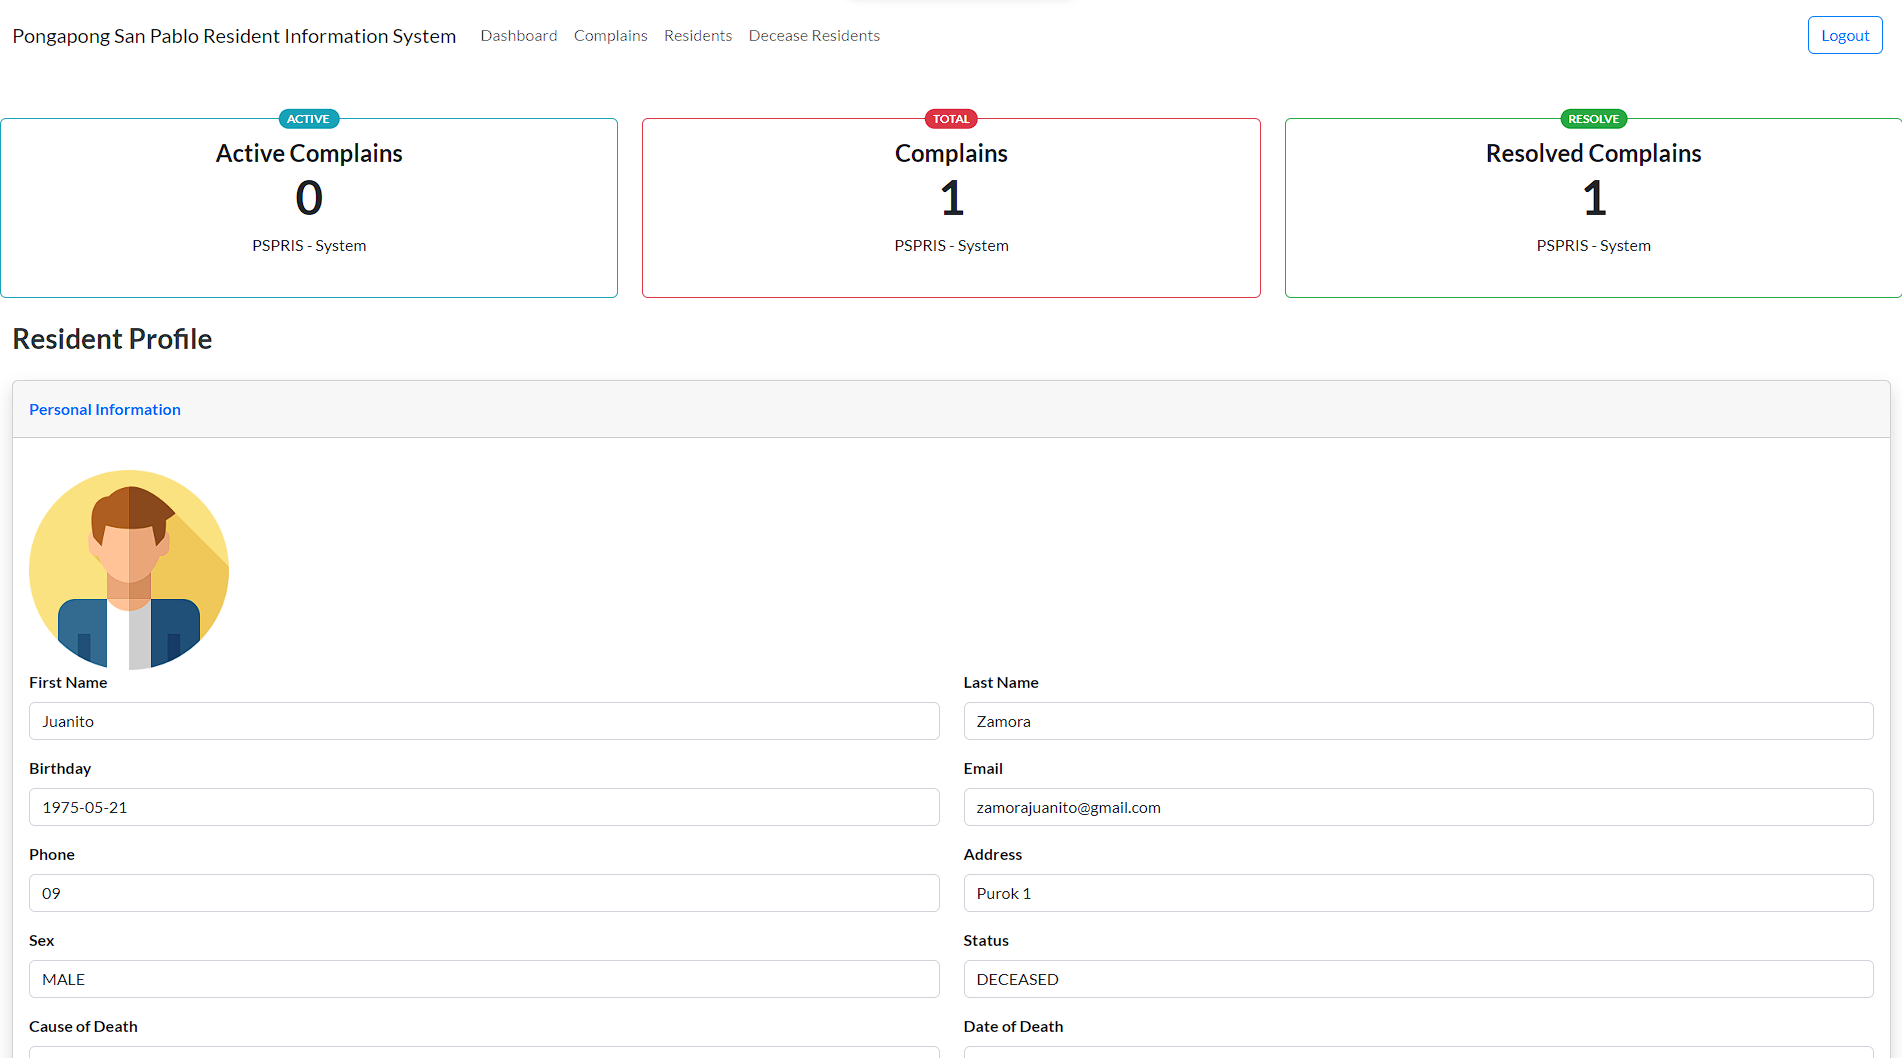 Pongapong San Pablo Resident Information System Dashboard Complains Residents Decease Residents Logout
ACTIVE
Active Complains
0
PSPRIS - System
TOTAL
Complains
1
PSPRIS - System
RESOLVE
Resolved Complains
1
PSPRIS - System
Resident Profile
Personal Information
First Name
Juanito
Last Name
Zamora
Birthday
1975-05-21
Email
zamorajuanito@gmail.com
Phone
09
Address
Purok 1
Sex
MALE
Status
DECEASED
Cause of Death
Date of Death